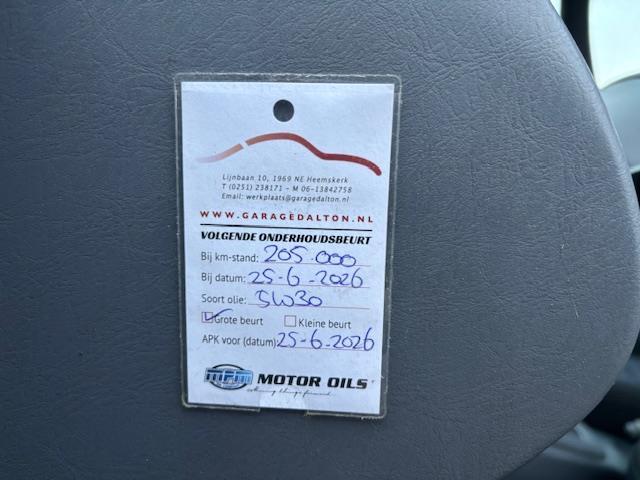 Lijnbaan 10, 1969 NE Heemskerk
T (0251) 238171 – M 06-13842758
Email: werkplaats@garagedalton.nl
WWW.GARAGEDALTON.NL
VOLGENDE ONDERHOUDSBEURT
Bij km-stand: 205.000
Bij datum: 25-6-2026
Soort olie: 5W30
Grote beurt Kleine beurt
APK voor (datum) 25-6-2026
MPM MOTOR OILS